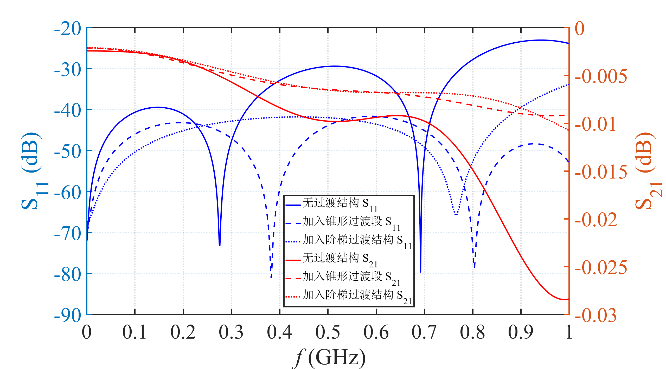 -20
-30
-40
-50
-60
-70
-80
-90
S11 (dB)
0
-0.005
-0.01
-0.015
-0.02
-0.025
-0.03
S21 (dB)
无过渡结构 S11
加入锥形过渡段 S11
加入阶梯过渡结构 S11
无过渡结构 S21
加入锥形过渡段 S21
加入阶梯过渡结构 S21
0 0.1 0.2 0.3 0.4 0.5 0.6 0.7 0.8 0.9 1
f (GHz)